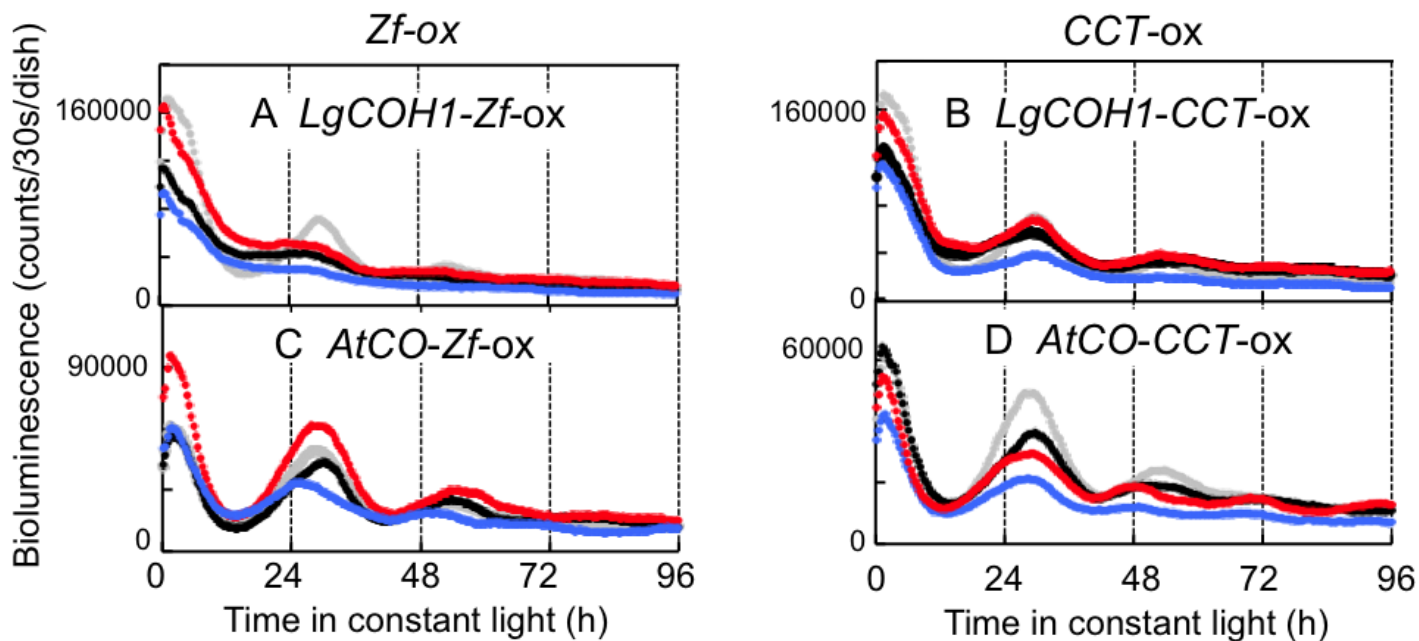 Zf-ox
CCT-ox
Bioluminescence (counts/30s/dish)
160000
0
A LgCOH1-Zf-ox
160000
0
B LgCOH1-CCT-ox
90000
0
C AtCO-Zf-ox
60000
0
D AtCO-CCT-ox
0 24 48 72 96
0 24 48 72 96
Time in constant light (h)
Time in constant light (h)